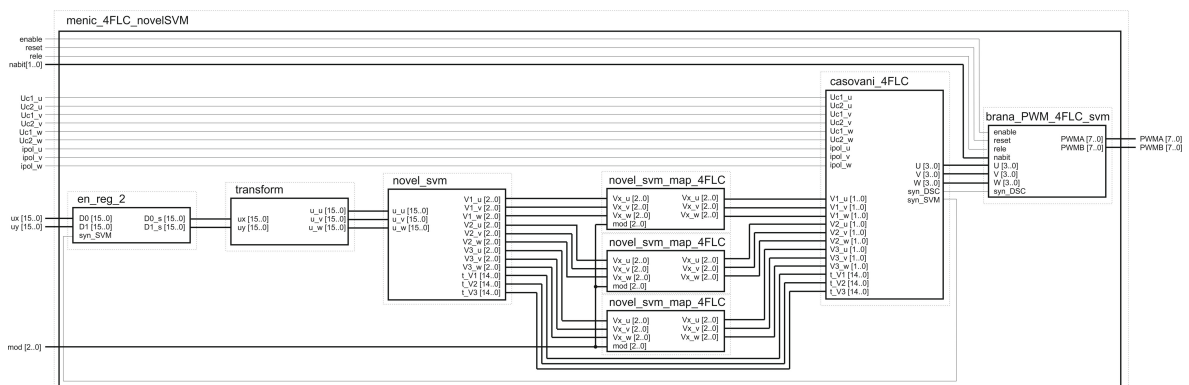 menic_4FLC_novelSVM
enable
reset
rele
nabit[1..0]
Uc1_u
Uc2_u
Uc1_v
Uc2_v
Uc1_w
Uc2_w
ipol_u
ipol_v
ipol_w
ux [15..0]
uy [15..0]
mod [2..0]
en_reg_2
D0 [15..0] D0_s [15..0]
D1 [15..0] D1_s [15..0]
syn_SVM
transform
u_u [15..0]
ux [15..0] u_v [15..0]
uy [15..0] u_w [15..0]
novel_svm
u_u [15..0]
u_v [15..0]
u_w [15..0]
V1_u [2..0]
V1_v [2..0]
V1_w [2..0]
V2_u [2..0]
V2_v [2..0]
V2_w [2..0]
V3_u [2..0]
V3_v [2..0]
V3_w [2..0]
t_V1 [14..0]
t_V2 [14..0]
t_V3 [14..0]
novel_svm_map_4FLC
Vx_u [2..0] Vx_u [2..0]
Vx_v [2..0] Vx_v [2..0]
Vx_w [2..0] Vx_w [2..0]
mod [2..0]
novel_svm_map_4FLC
Vx_u [2..0] Vx_u [2..0]
Vx_v [2..0] Vx_v [2..0]
Vx_w [2..0] Vx_w [2..0]
mod [2..0]
novel_svm_map_4FLC
Vx_u [2..0] Vx_u [2..0]
Vx_v [2..0] Vx_v [2..0]
Vx_w [2..0] Vx_w [2..0]
mod [2..0]
casovani_4FLC
Uc1_u
Uc2_u
Uc1_v
Uc2_v
Uc1_w
Uc2_w
ipol_u
ipol_v
ipol_w
U [3..0]
V [3..0]
W [3..0]
syn_DSC
syn_SVM
V1_u [1..0]
V1_v [1..0]
V1_w [1..0]
V2_u [1..0]
V2_v [1..0]
V2_w [1..0]
V3_u [1..0]
V3_v [1..0]
V3_w [1..0]
t_V1 [14..0]
t_V2 [14..0]
t_V3 [14..0]
brana_PWM_4FLC_svm
enable
reset PWMA [7..0]
rele PWMB [7..0]
nabit
U [3..0]
V [3..0]
W [3..0]
syn_DSC
PWMA [7..0]
PWMB [7..0]